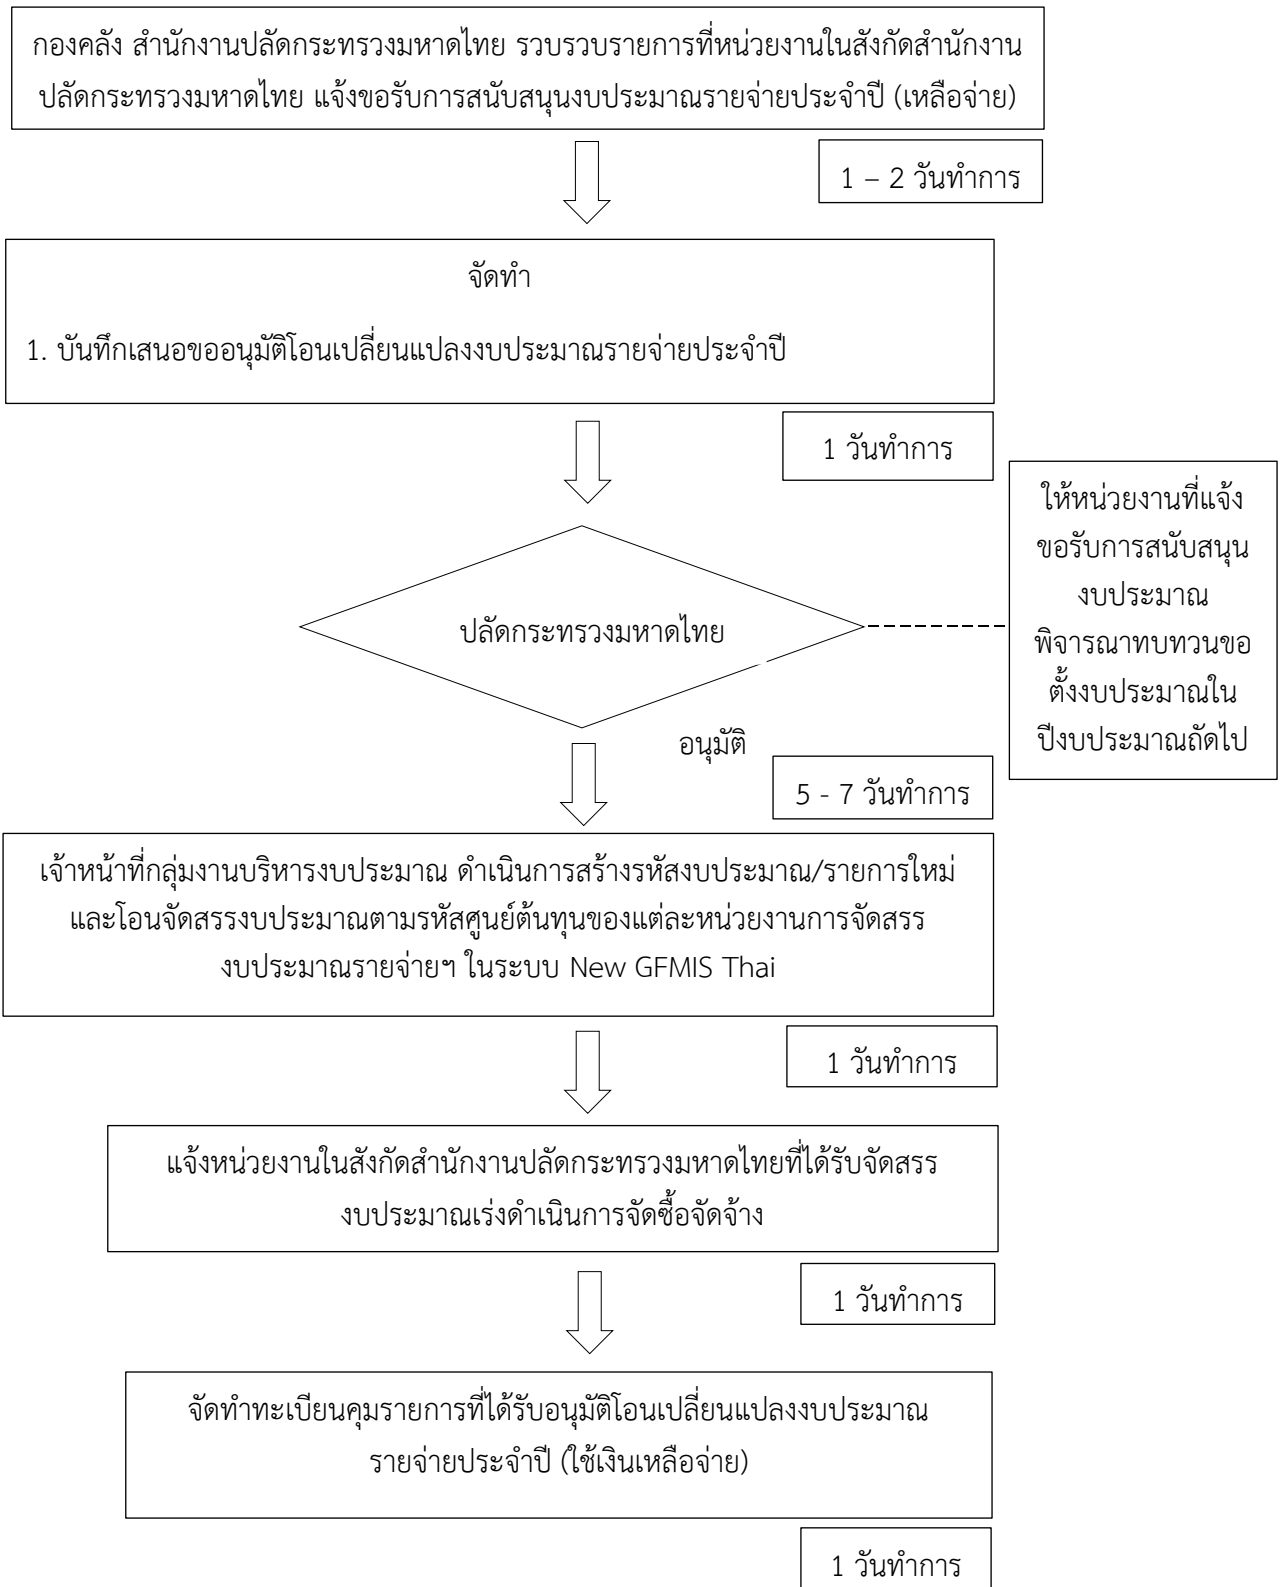 กองคลัง สำนักงานปลัดกระทรวงมหาดไทย รวบรวบรายการที่หน่วยงานในสังกัดสำนักงาน
ปลัดกระทรวงมหาดไทย แจ้งขอรับการสนับสนุนงบประมาณรายจ่ายประจำปี (เหลือจ่าย)
1 – 2 วันทำการ
จัดทำ
1. บันทึกเสนอขออนุมัติโอนเปลี่ยนแปลงงบประมาณรายจ่ายประจำปี
1 วันทำการ
ให้หน่วยงานที่แจ้ง
ขอรับการสนับสนุน
งบประมาณ
พิจารณาทบทวนขอ
ตั้งงบประมาณใน
ปีงบประมาณถัดไป
ปลัดกระทรวงมหาดไทย
อนุมัติ
5 - 7 วันทำการ
เจ้าหน้าที่กลุ่มงานบริหารงบประมาณ ดำเนินการสร้างรหัสงบประมาณ/รายการใหม่
และโอนจัดสรรงบประมาณตามรหัสศูนย์ต้นทุนของแต่ละหน่วยงานการจัดสรร
งบประมาณรายจ่ายฯ ในระบบ New GFMIS Thai
1 วันทำการ
แจ้งหน่วยงานในสังกัดสำนักงานปลัดกระทรวงมหาดไทยที่ได้รับจัดสรร
งบประมาณเร่งดำเนินการจัดซื้อจัดจ้าง
1 วันทำการ
จัดทำทะเบียนคุมรายการที่ได้รับอนุมัติโอนเปลี่ยนแปลงงบประมาณ
รายจ่ายประจำปี (ใช้เงินเหลือจ่าย)
1 วันทำการ